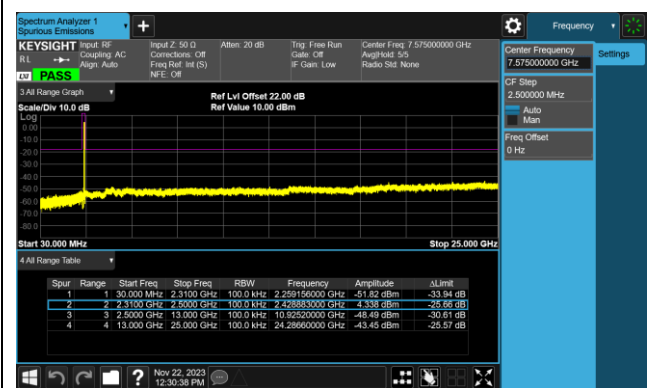 Spectrum Analyzer 1
Spurious Emissions
Frequency
KEYSIGHT Input: RF Input Z: 50 Ω Atten: 20 dB Trig: Free Run Center Freq: 7.575000000 GHz
RL Coupling: AC Corrections: Off Gate: Off Avg|Hold: 5/5
Align: Auto Freq Ref: Int (S) IF Gain: Low Radio Std: None
NFE: Off
LXI PASS
3 All Range Graph
Ref Lvl Offset 22.00 dB
Scale/Div 10.0 dB Ref Value 10.00 dBm
Log
0.00
-10.0
-20.0
-30.0
-40.0
-50.0
-60.0
-70.0
-80.0
Start 30.000 MHz Stop 25.000 GHz
4 All Range Table
Spur Range Start Freq Stop Freq RBW Frequency Amplitude ΔLimit
1 1 30.000 MHz 2.3100 GHz 100.0 kHz 2.259156000 GHz -51.82 dBm -33.94 dB
2 2 2.3100 GHz 2.5000 GHz 100.0 kHz 2.428883000 GHz 4.338 dBm -25.66 dB
3 3 2.5000 GHz 13.000 GHz 100.0 kHz 10.92520000 GHz -48.49 dBm -30.61 dB
4 4 13.000 GHz 25.000 GHz 100.0 kHz 24.28660000 GHz -43.45 dBm -25.57 dB
Nov 22, 2023
12:30:38 PM
Center Frequency
7.575000000 GHz
Settings
CF Step
2.500000 MHz
Auto
Man
Freq Offset
0 Hz